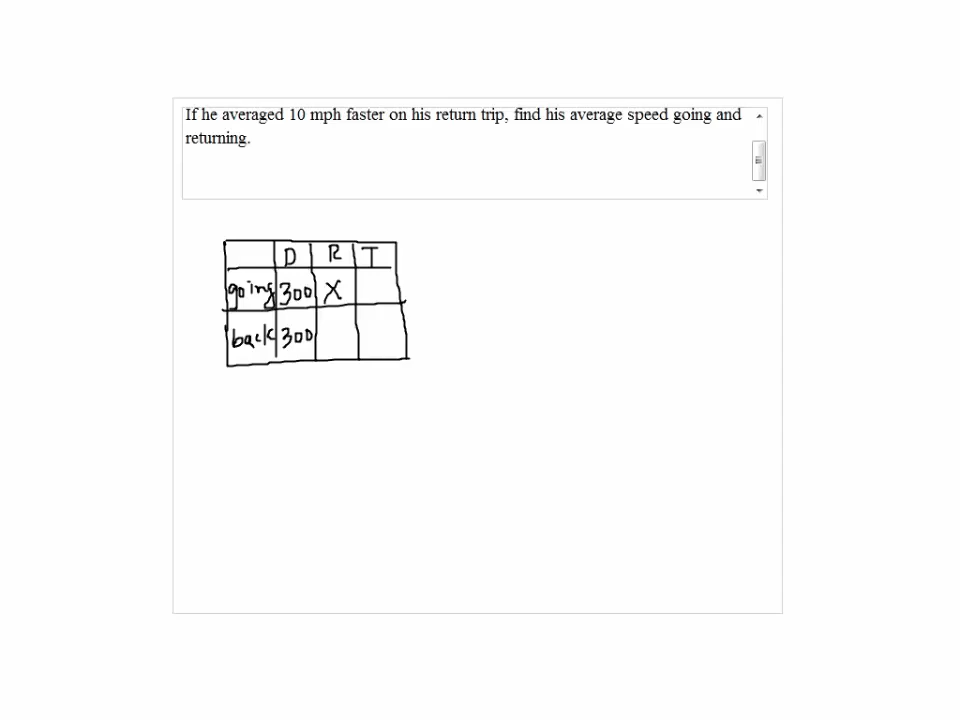 If he averaged 10 mph faster on his return trip, find his average speed going and
returning.
D R T
going 300 X
back 300